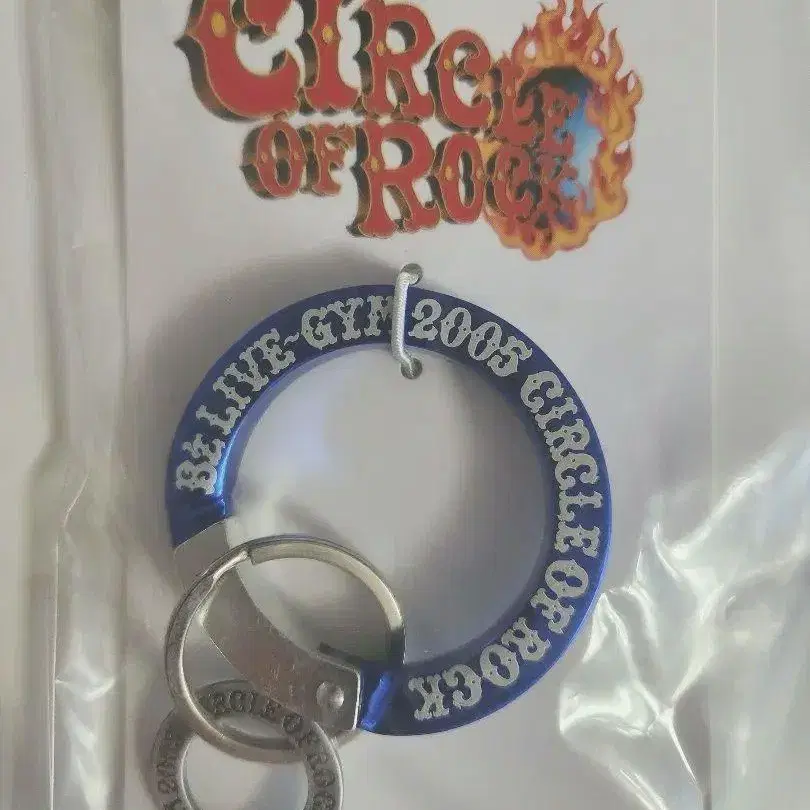 CIRCLE
OF ROCK
B'z LIVE-GYM 2005 CIRCLE OF ROCK
CIRCLE OF ROCK